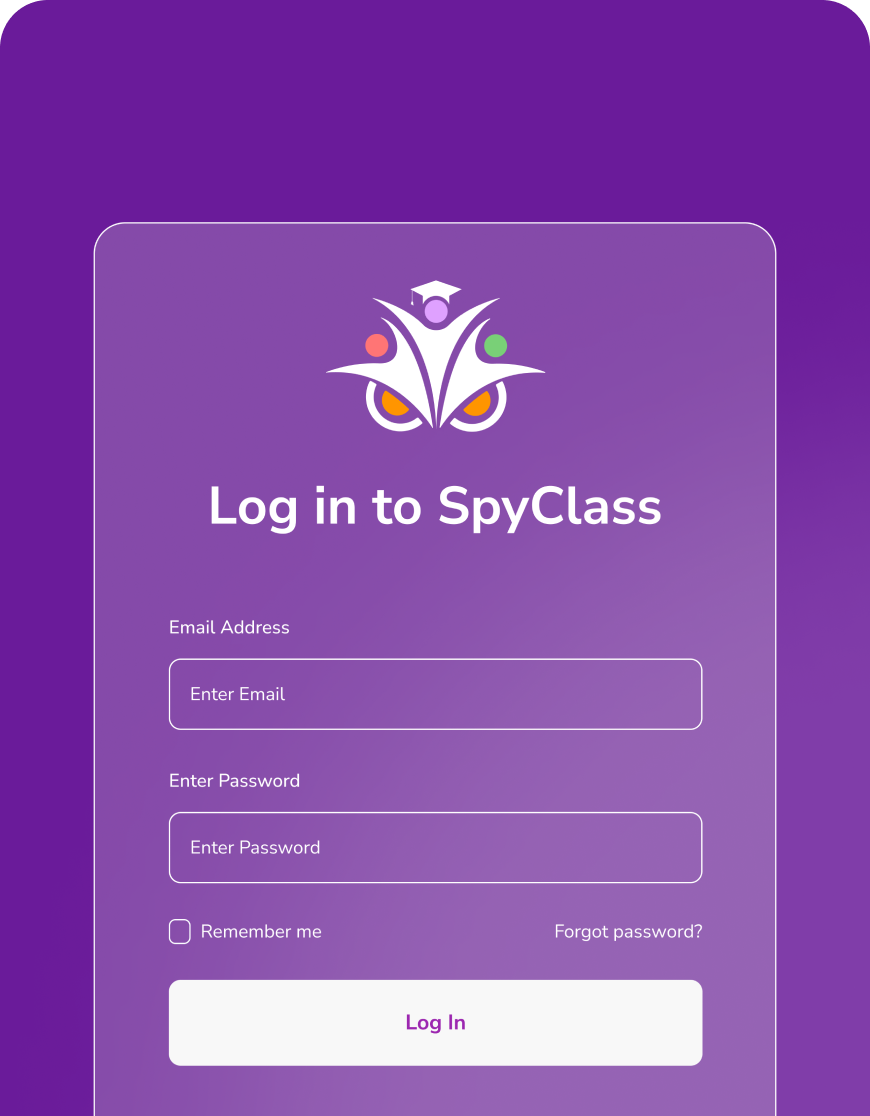 Log in to SpyClass
Email Address
Enter Email
Enter Password
Enter Password
Remember me
Forgot password?
Log In